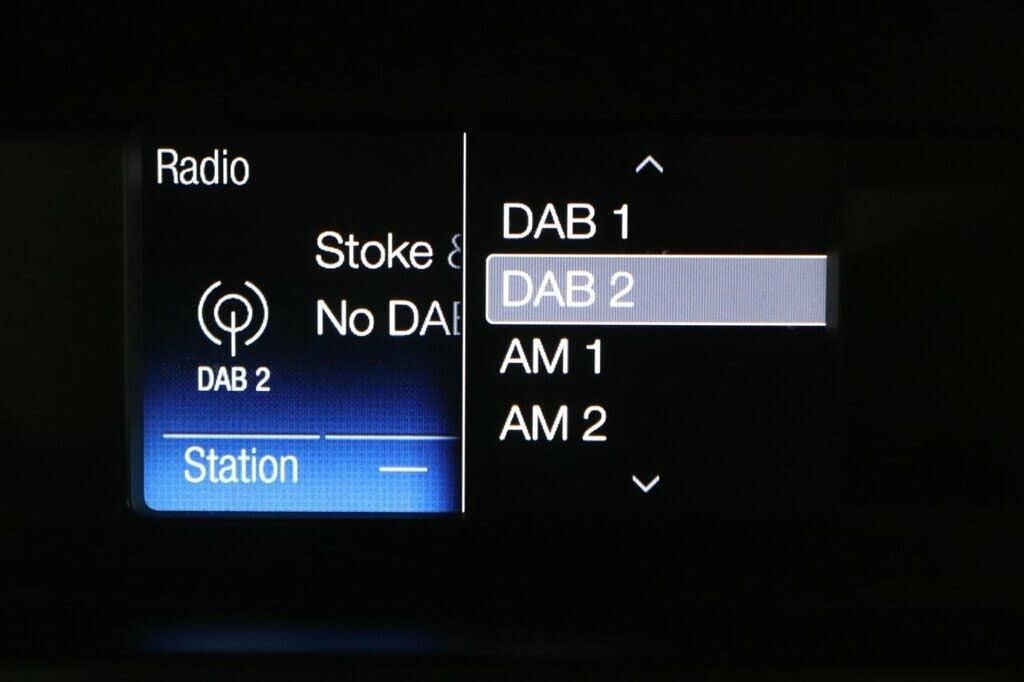 Radio
Stoke &
No DAB
DAB 2
Station
DAB 1
DAB 2
AM 1
AM 2